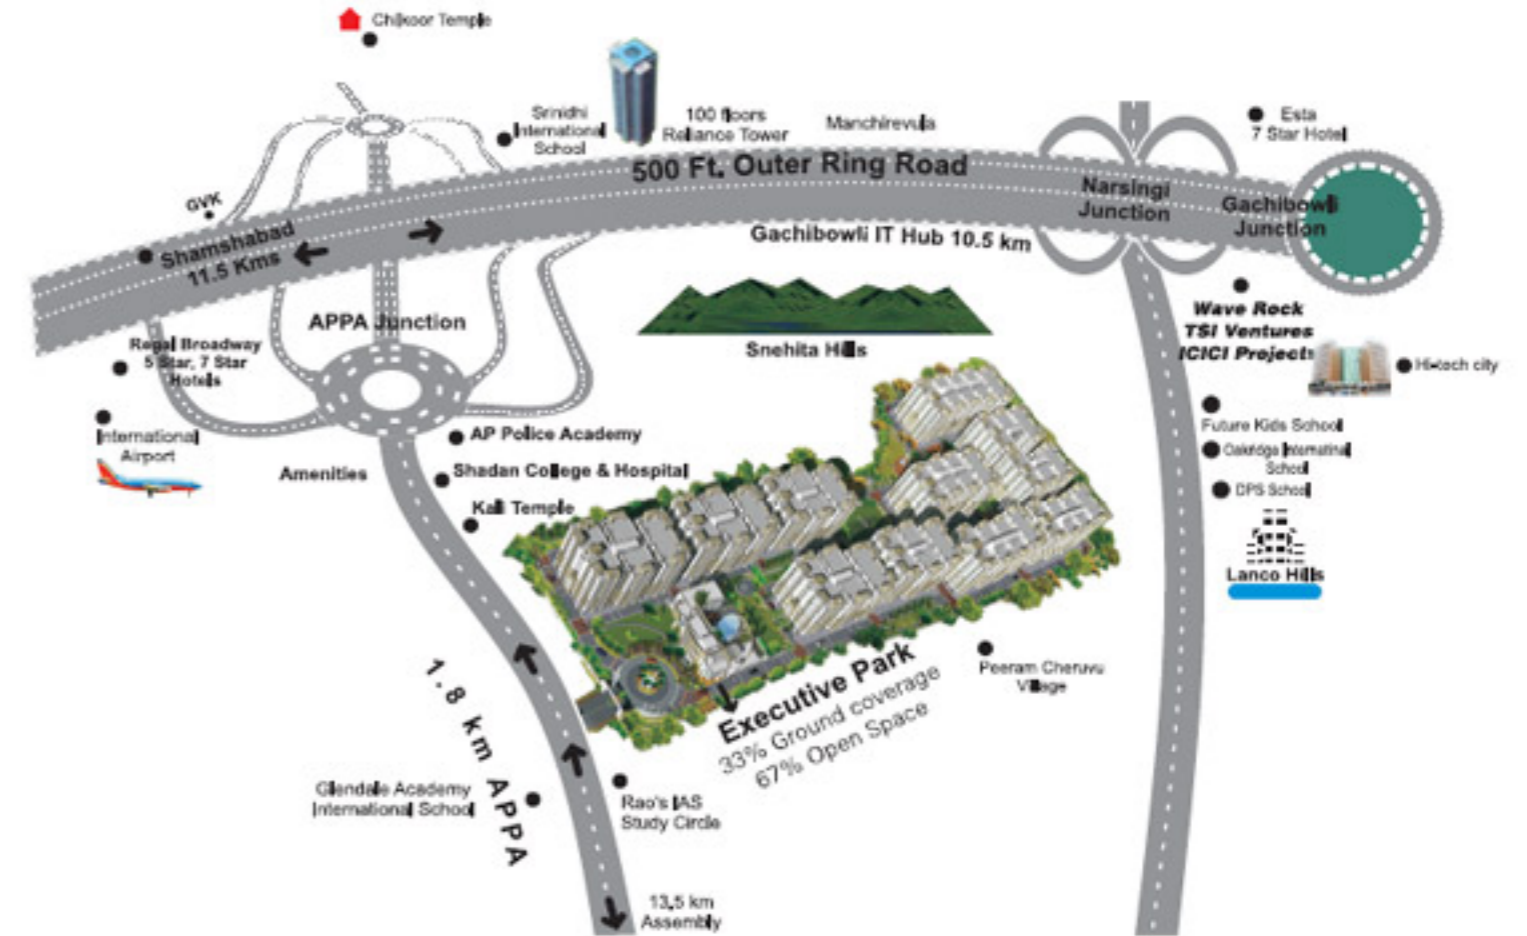 Chilkoor Temple
Srinidhi
International
School
100 floors
Reliance Tower
Manchirevula
Esta
7 Star Hotel
500 Ft. Outer Ring Road
Narsingi
Junction
Gachibowli
Junction
GVK
Shamshabad
11.5 Kms
Gachibowli IT Hub 10.5 km
APPA Junction
Snehita Hills
Wave Rock
TSI Ventures
ICICI Projects
Hi-tech city
Regal Broadway
5 Star, 7 Star
Hotels
International
Airport
Amenities
AP Police Academy
Shadan College & Hospital
Kali Temple
Future Kids School
Oakridge International
School
DPS School
Lanco Hills
Executive Park
33% Ground coverage
67% Open Space
Peeram Cheruvu
Village
1.8 km APPA
Glendale Academy
International School
Rao's IAS
Study Circle
13.5 km
Assembly